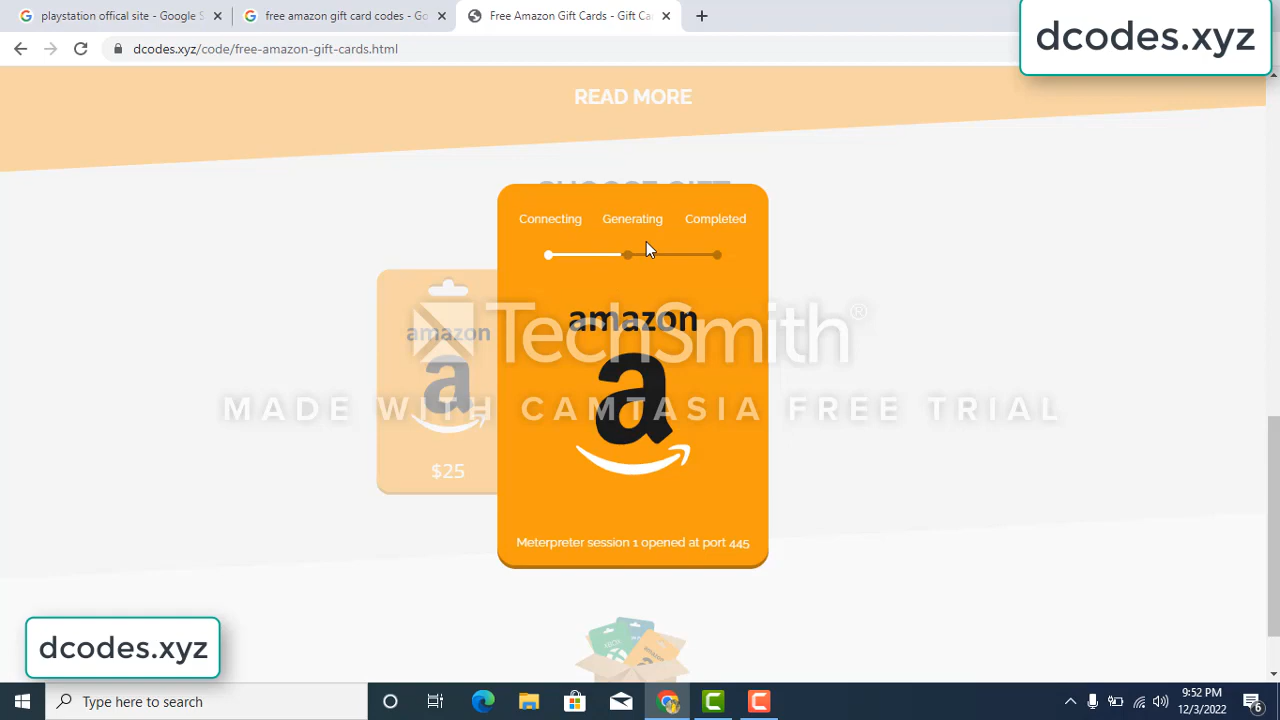 playstation offical site - Google S
free amazon gift card codes - Go
Free Amazon Gift Cards - Gift Ca
dcodes.xyz/code/free-amazon-gift-cards.html
dcodes.xyz
READ MORE
CHOOSE GIFT
Connecting Generating Completed
amazon
amazon
TechSmith®
MADE WITH CAMTASIA FREE TRIAL
$25
Meterpreter session 1 opened at port 445
dcodes.xyz
Type here to search
9:52 PM
12/3/2022
6